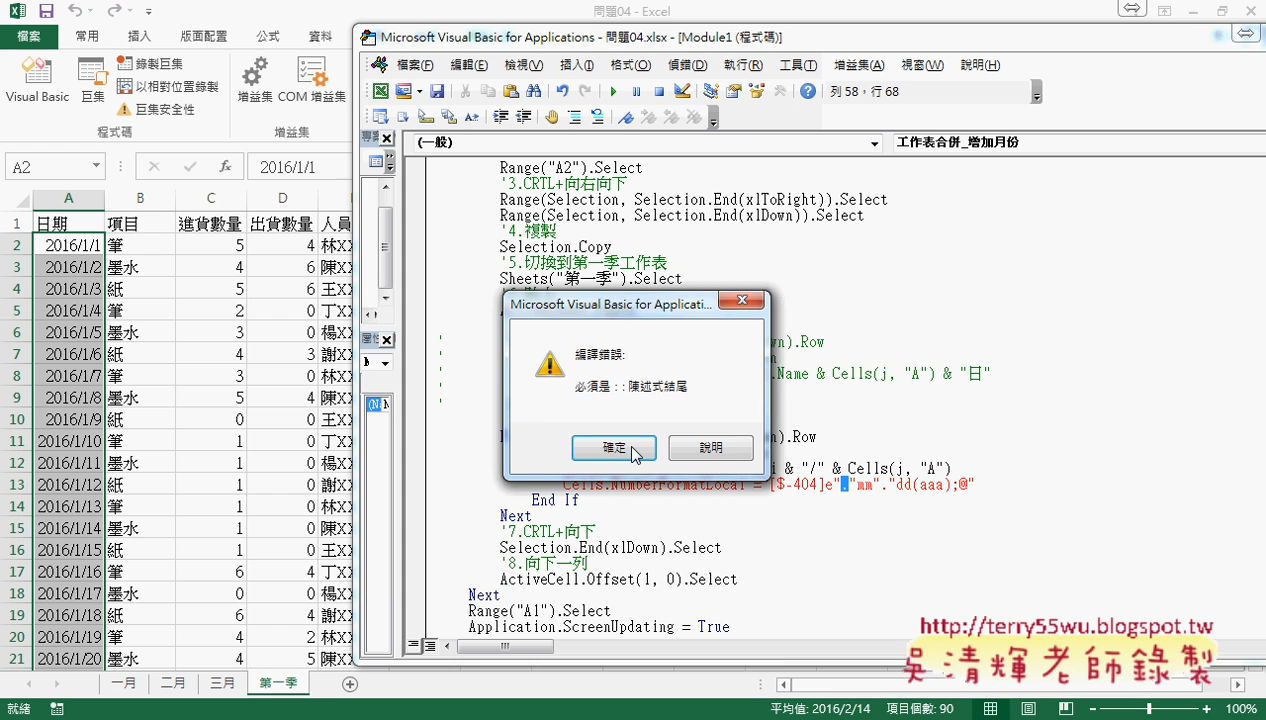 問題04 - Excel
檔案 常用 插入 版面配置 公式 資料
Visual Basic 巨集 錄製巨集 以相對位置錄製 巨集安全性 增益集 COM 增益集
程式碼 增益集
A2 fx 2016/1/1
A B C D
1 日期 項目 進貨數量 出貨數量 人員
2 2016/1/1 筆 5 4 林XX
3 2016/1/2 墨水 4 6 陳XX
4 2016/1/3 紙 5 6 王XX
5 2016/1/4 筆 2 0 丁XX
6 2016/1/5 墨水 3 0 楊XX
7 2016/1/6 紙 4 3 謝XX
8 2016/1/7 筆 3 0 林XX
9 2016/1/8 墨水 5 4 陳XX
10 2016/1/9 紙 0 0 王XX
11 2016/1/10 筆 1 0 丁XX
12 2016/1/11 墨水 1 0 楊XX
13 2016/1/12 紙 1 0 謝XX
14 2016/1/13 筆 1 0 林XX
15 2016/1/14 墨水 1 0 陳XX
16 2016/1/15 紙 1 0 王XX
17 2016/1/16 筆 6 4 丁XX
18 2016/1/17 墨水 0 0 楊XX
19 2016/1/18 紙 6 4 謝XX
20 2016/1/19 筆 4 2 林XX
21 2016/1/20 墨水 4 5 陳XX
一月 二月 三月 第一季
就緒 平均值: 2016/2/14 項目個數: 90 100%
Microsoft Visual Basic for Applications - 問題04.xlsx - [Module1 (程式碼)]
檔案(F) 編輯(E) 檢視(V) 插入(I) 格式(O) 偵錯(D) 執行(R) 工具(T) 增益集(A) 視窗(W) 說明(H)
列 58，行 68
(一般) 工作表合併_增加月份
Range("A2").Select
'3.CRTL+向右向下
Range(Selection, Selection.End(xlToRight)).Select
Range(Selection, Selection.End(xlDown)).Select
'4.複製
Selection.Copy
'5.切換到第一季工作表
Sheets("第一季").Select
wn).Row
.Name & Cells(j, "A") & "日"
wn).Row
i & "/" & Cells(j, "A")
Cells.NumberFormatLocal = [$-404]e"."mm"."dd(aaa);@"
End If
Next
'7.CRTL+向下
Selection.End(xlDown).Select
'8.向下一列
ActiveCell.Offset(1, 0).Select
Next
Range("A1").Select
Application.ScreenUpdating = True
Microsoft Visual Basic for Applicati...
編譯錯誤:
必須是: : 陳述式結尾
確定 說明
http://terry55wu.blogspot.tw
吳清輝老師錄製